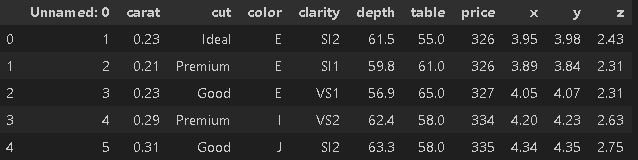 Unnamed: 0 carat cut color clarity depth table price x y z
0 1 0.23 Ideal E SI2 61.5 55.0 326 3.95 3.98 2.43
1 2 0.21 Premium E SI1 59.8 61.0 326 3.89 3.84 2.31
2 3 0.23 Good E VS1 56.9 65.0 327 4.05 4.07 2.31
3 4 0.29 Premium I VS2 62.4 58.0 334 4.20 4.23 2.63
4 5 0.31 Good J SI2 63.3 58.0 335 4.34 4.35 2.75